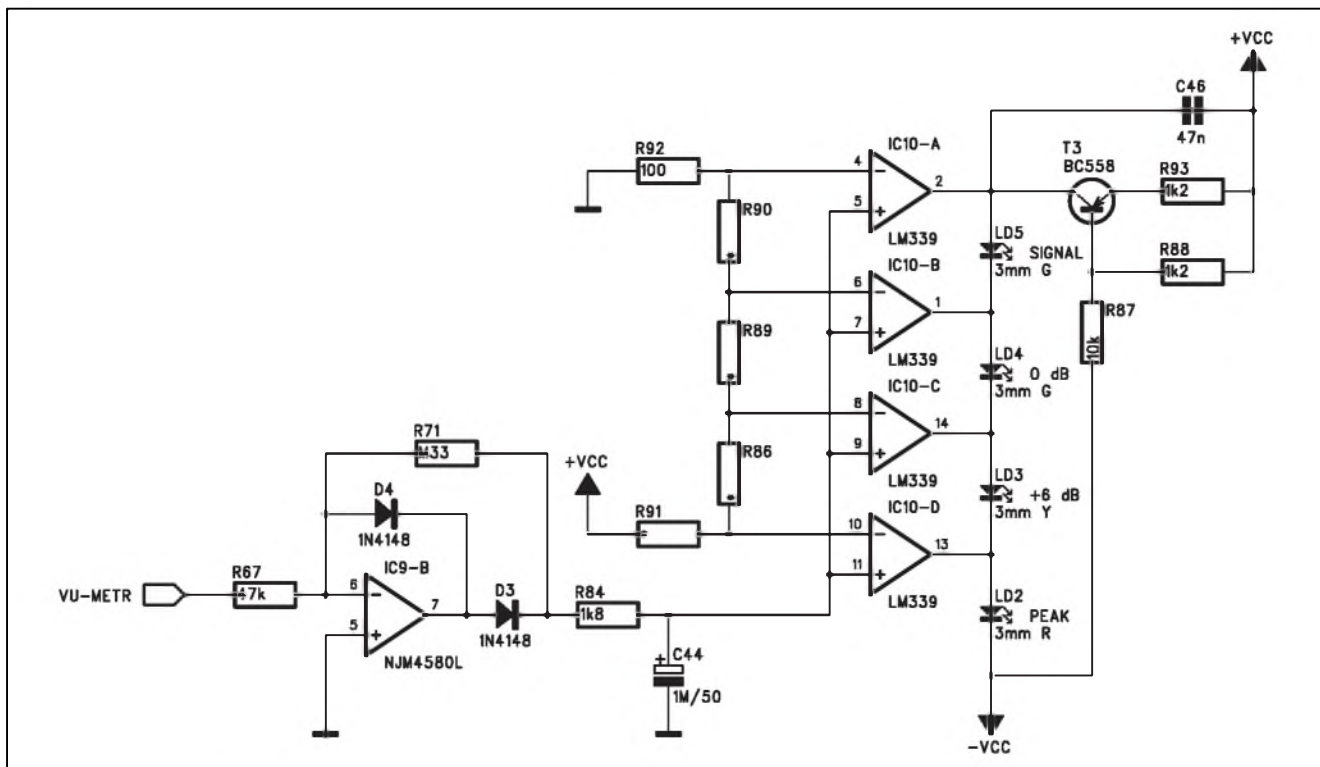 +VCC
C46
47n
IC10-A
R92
100
4
5
2
LM339
T3
BC558
R93
1k2
R90
LD5
SIGNAL
3mm G
R88
1k2
IC10-B
6
7
1
LM339
R87
10k
R89
LD4
0 dB
3mm G
IC10-C
8
9
14
LM339
R71
M33
+VCC
R86
LD3
+6 dB
3mm Y
D4
1N4148
IC10-D
R91
10
11
13
LM339
VU-METR
R67
47k
IC9-B
6
5
7
NJM4580L
D3
1N4148
R84
1k8
LD2
PEAK
3mm R
+
C44
1M/50
-VCC